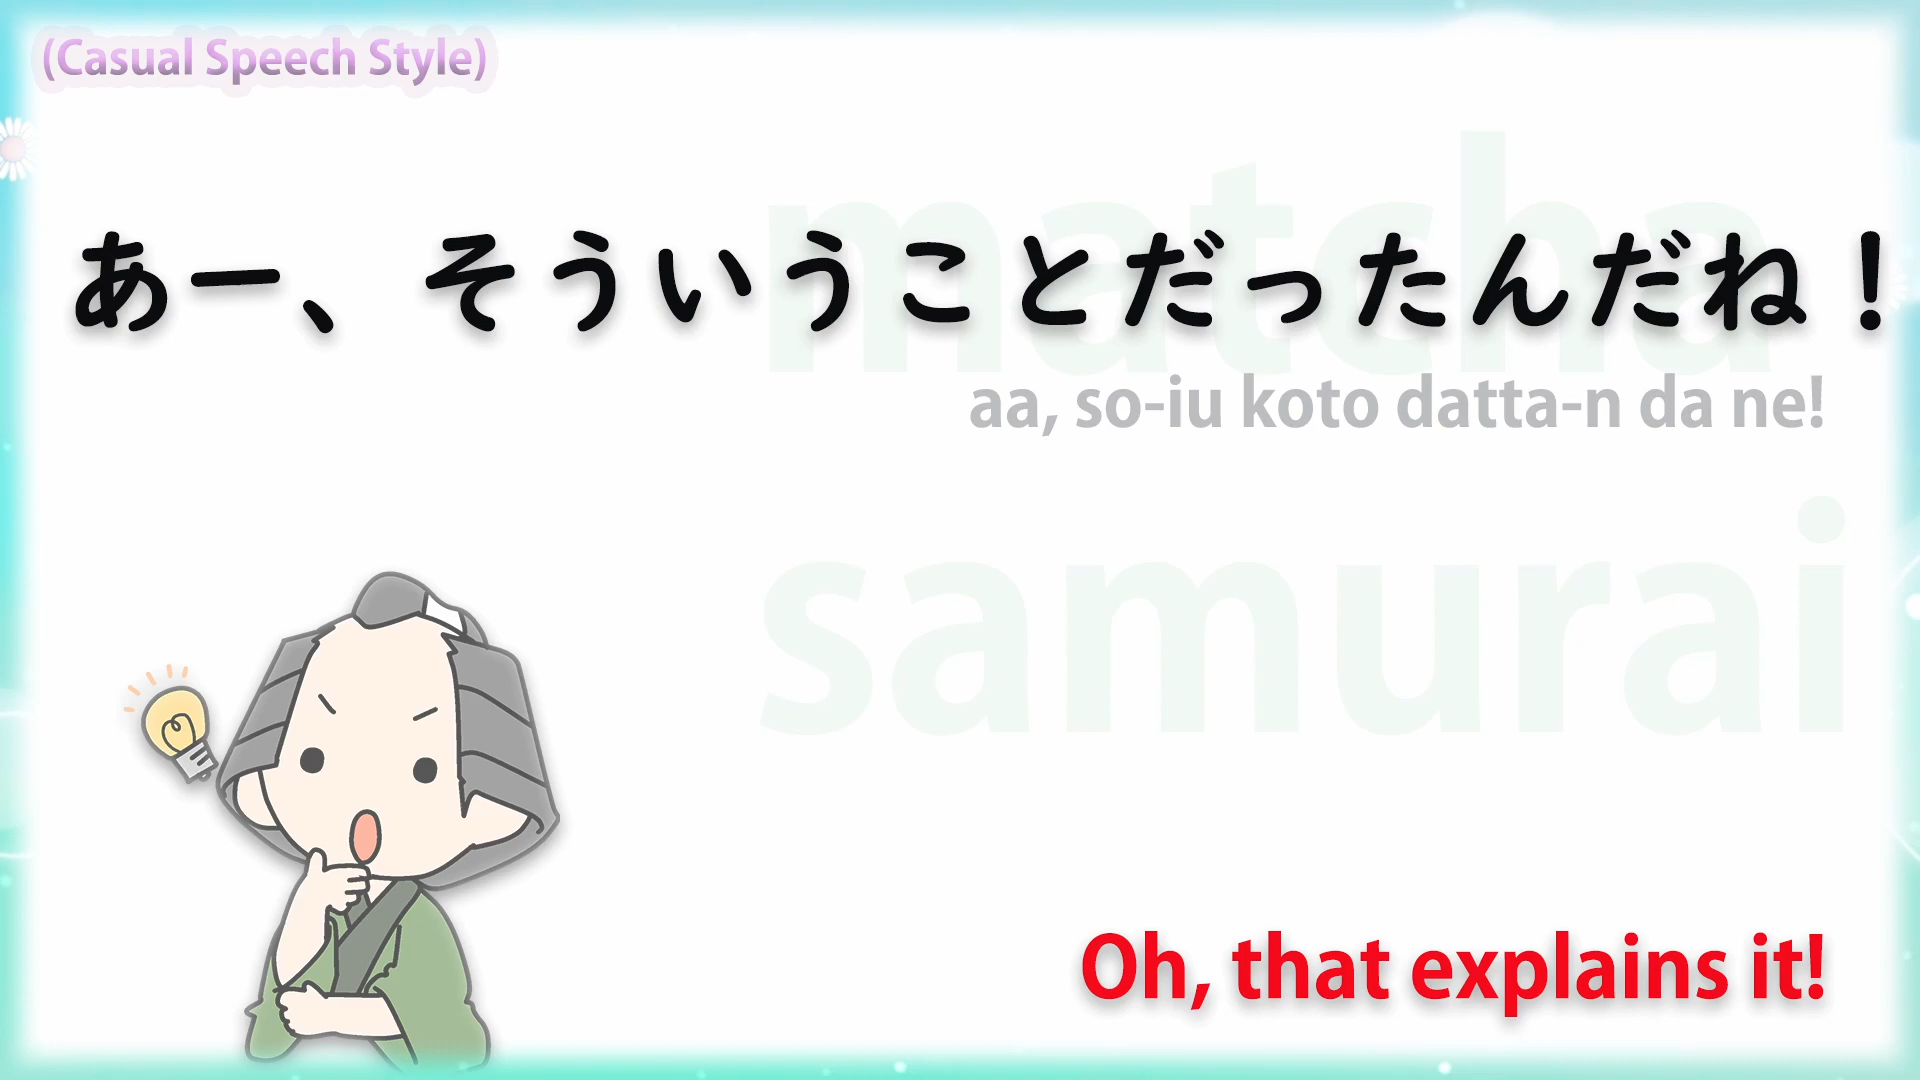 (Casual Speech Style)
あー、そういうことだったんだね！
aa, so-iu koto datta-n da ne!
matcha
samurai
Oh, that explains it!